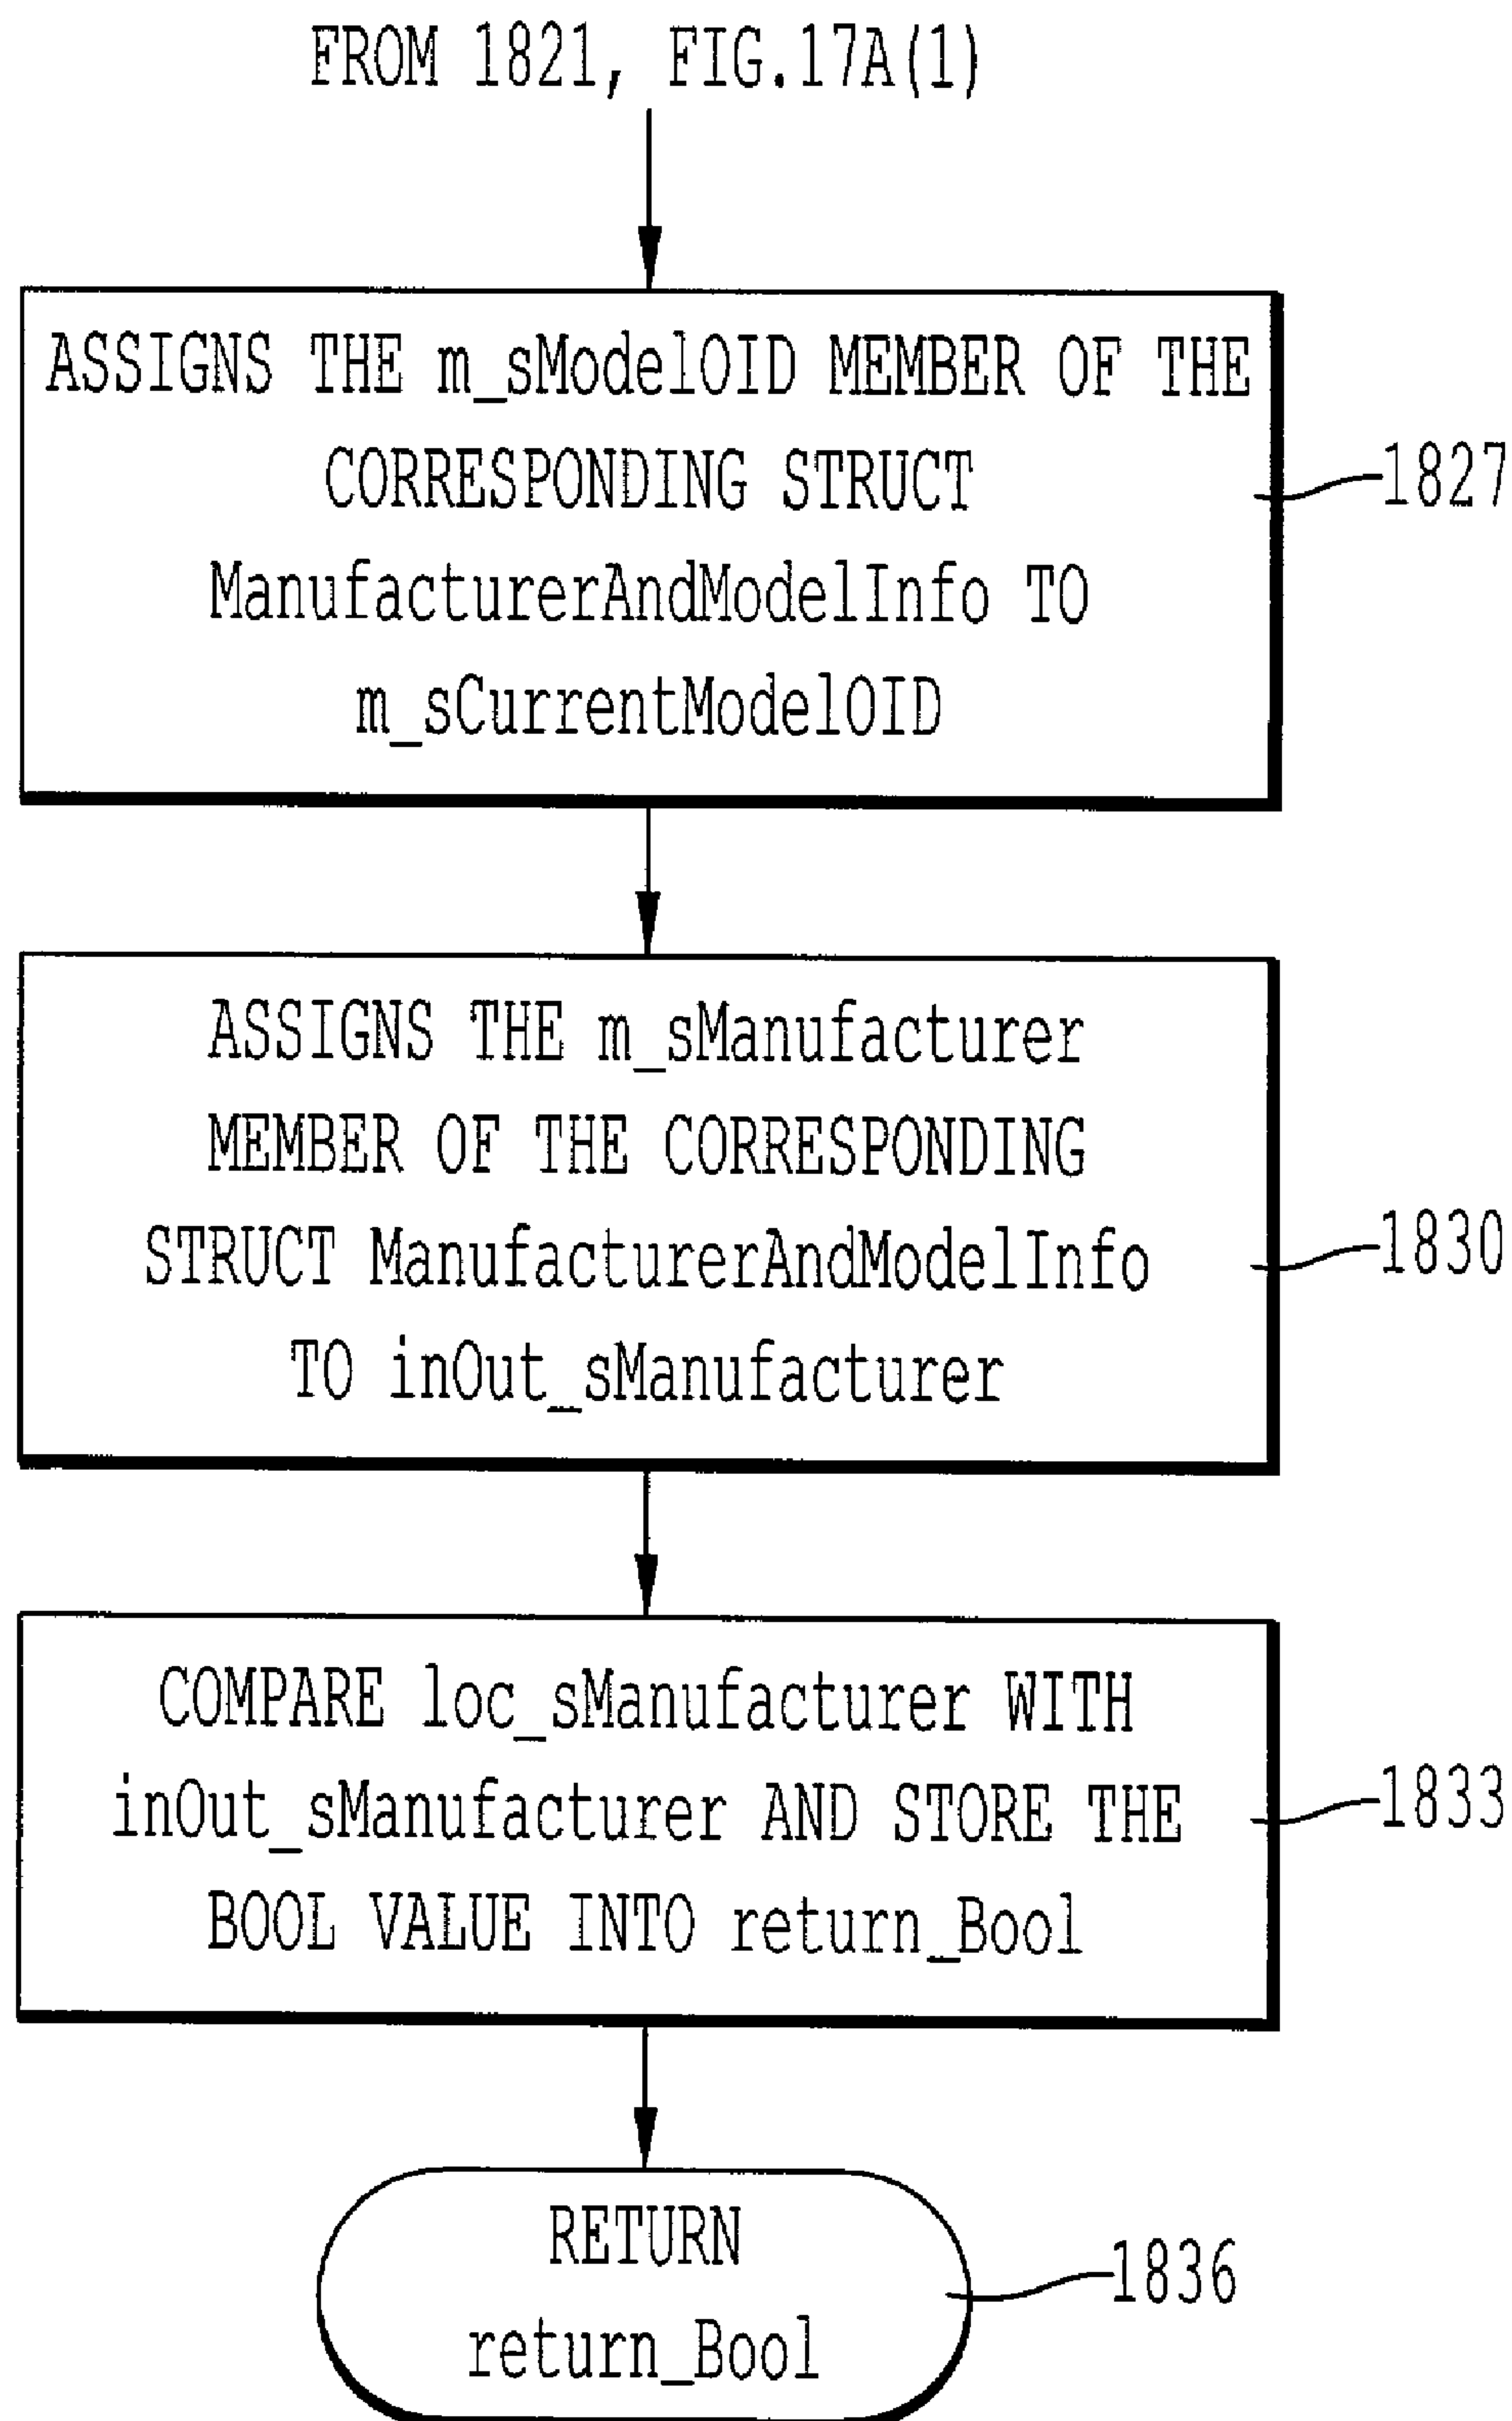 FROM 1821, FIG.17A(1)
ASSIGNS THE m_sModelOID MEMBER OF THE
CORRESPONDING STRUCT
ManufacturerAndModelInfo TO
m_sCurrentModelOID
1827
ASSIGNS THE m_sManufacturer
MEMBER OF THE CORRESPONDING
STRUCT ManufacturerAndModelInfo
TO inOut_sManufacturer
1830
COMPARE loc_sManufacturer WITH
inOut_sManufacturer AND STORE THE
BOOL VALUE INTO return_Bool
1833
RETURN
return_Bool
1836